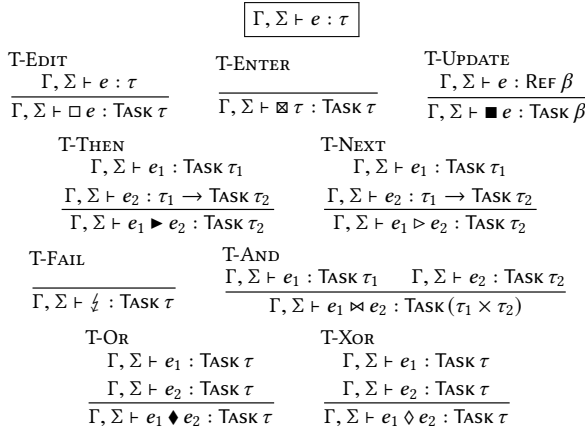 Γ, Σ ⊢ e : τ
T-Edit T-Enter T-Update
Γ, Σ ⊢ e : τ Γ, Σ ⊢ e : Ref β
Γ, Σ ⊢ □ e : Task τ Γ, Σ ⊢ ⊠ τ : Task τ Γ, Σ ⊢ ■ e : Task β
T-Then T-Next
Γ, Σ ⊢ e₁ : Task τ₁ Γ, Σ ⊢ e₁ : Task τ₁
Γ, Σ ⊢ e₂ : τ₁ → Task τ₂ Γ, Σ ⊢ e₂ : τ₁ → Task τ₂
Γ, Σ ⊢ e₁ ► e₂ : Task τ₂ Γ, Σ ⊢ e₁ ▷ e₂ : Task τ₂
T-Fail T-And
Γ, Σ ⊢ e₁ : Task τ₁ Γ, Σ ⊢ e₂ : Task τ₂
Γ, Σ ⊢ ↯ : Task τ Γ, Σ ⊢ e₁ ⋈ e₂ : Task (τ₁ × τ₂)
T-Or T-Xor
Γ, Σ ⊢ e₁ : Task τ Γ, Σ ⊢ e₁ : Task τ
Γ, Σ ⊢ e₂ : Task τ Γ, Σ ⊢ e₂ : Task τ
Γ, Σ ⊢ e₁ ♦ e₂ : Task τ Γ, Σ ⊢ e₁ ◊ e₂ : Task τ